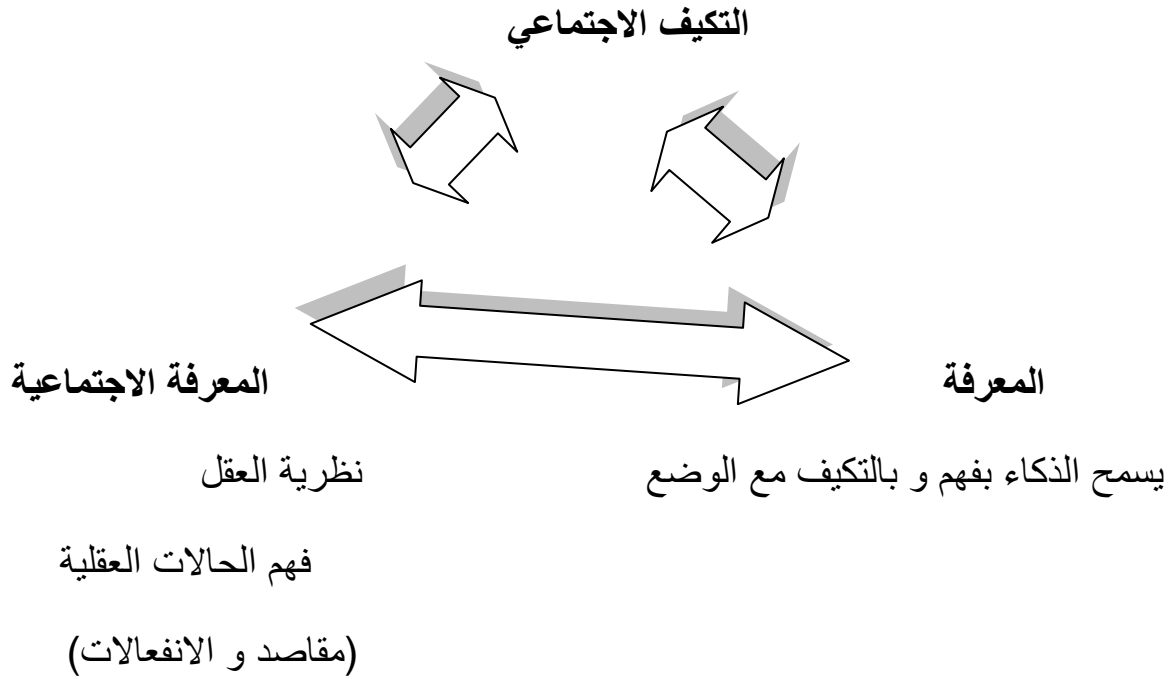 التكيف الاجتماعي
المعرفة
المعرفة الاجتماعية
يسمح الذكاء بفهم و بالتكيف مع الوضع
نظرية العقل
فهم الحالات العقلية
(مقاصد و الانفعالات)